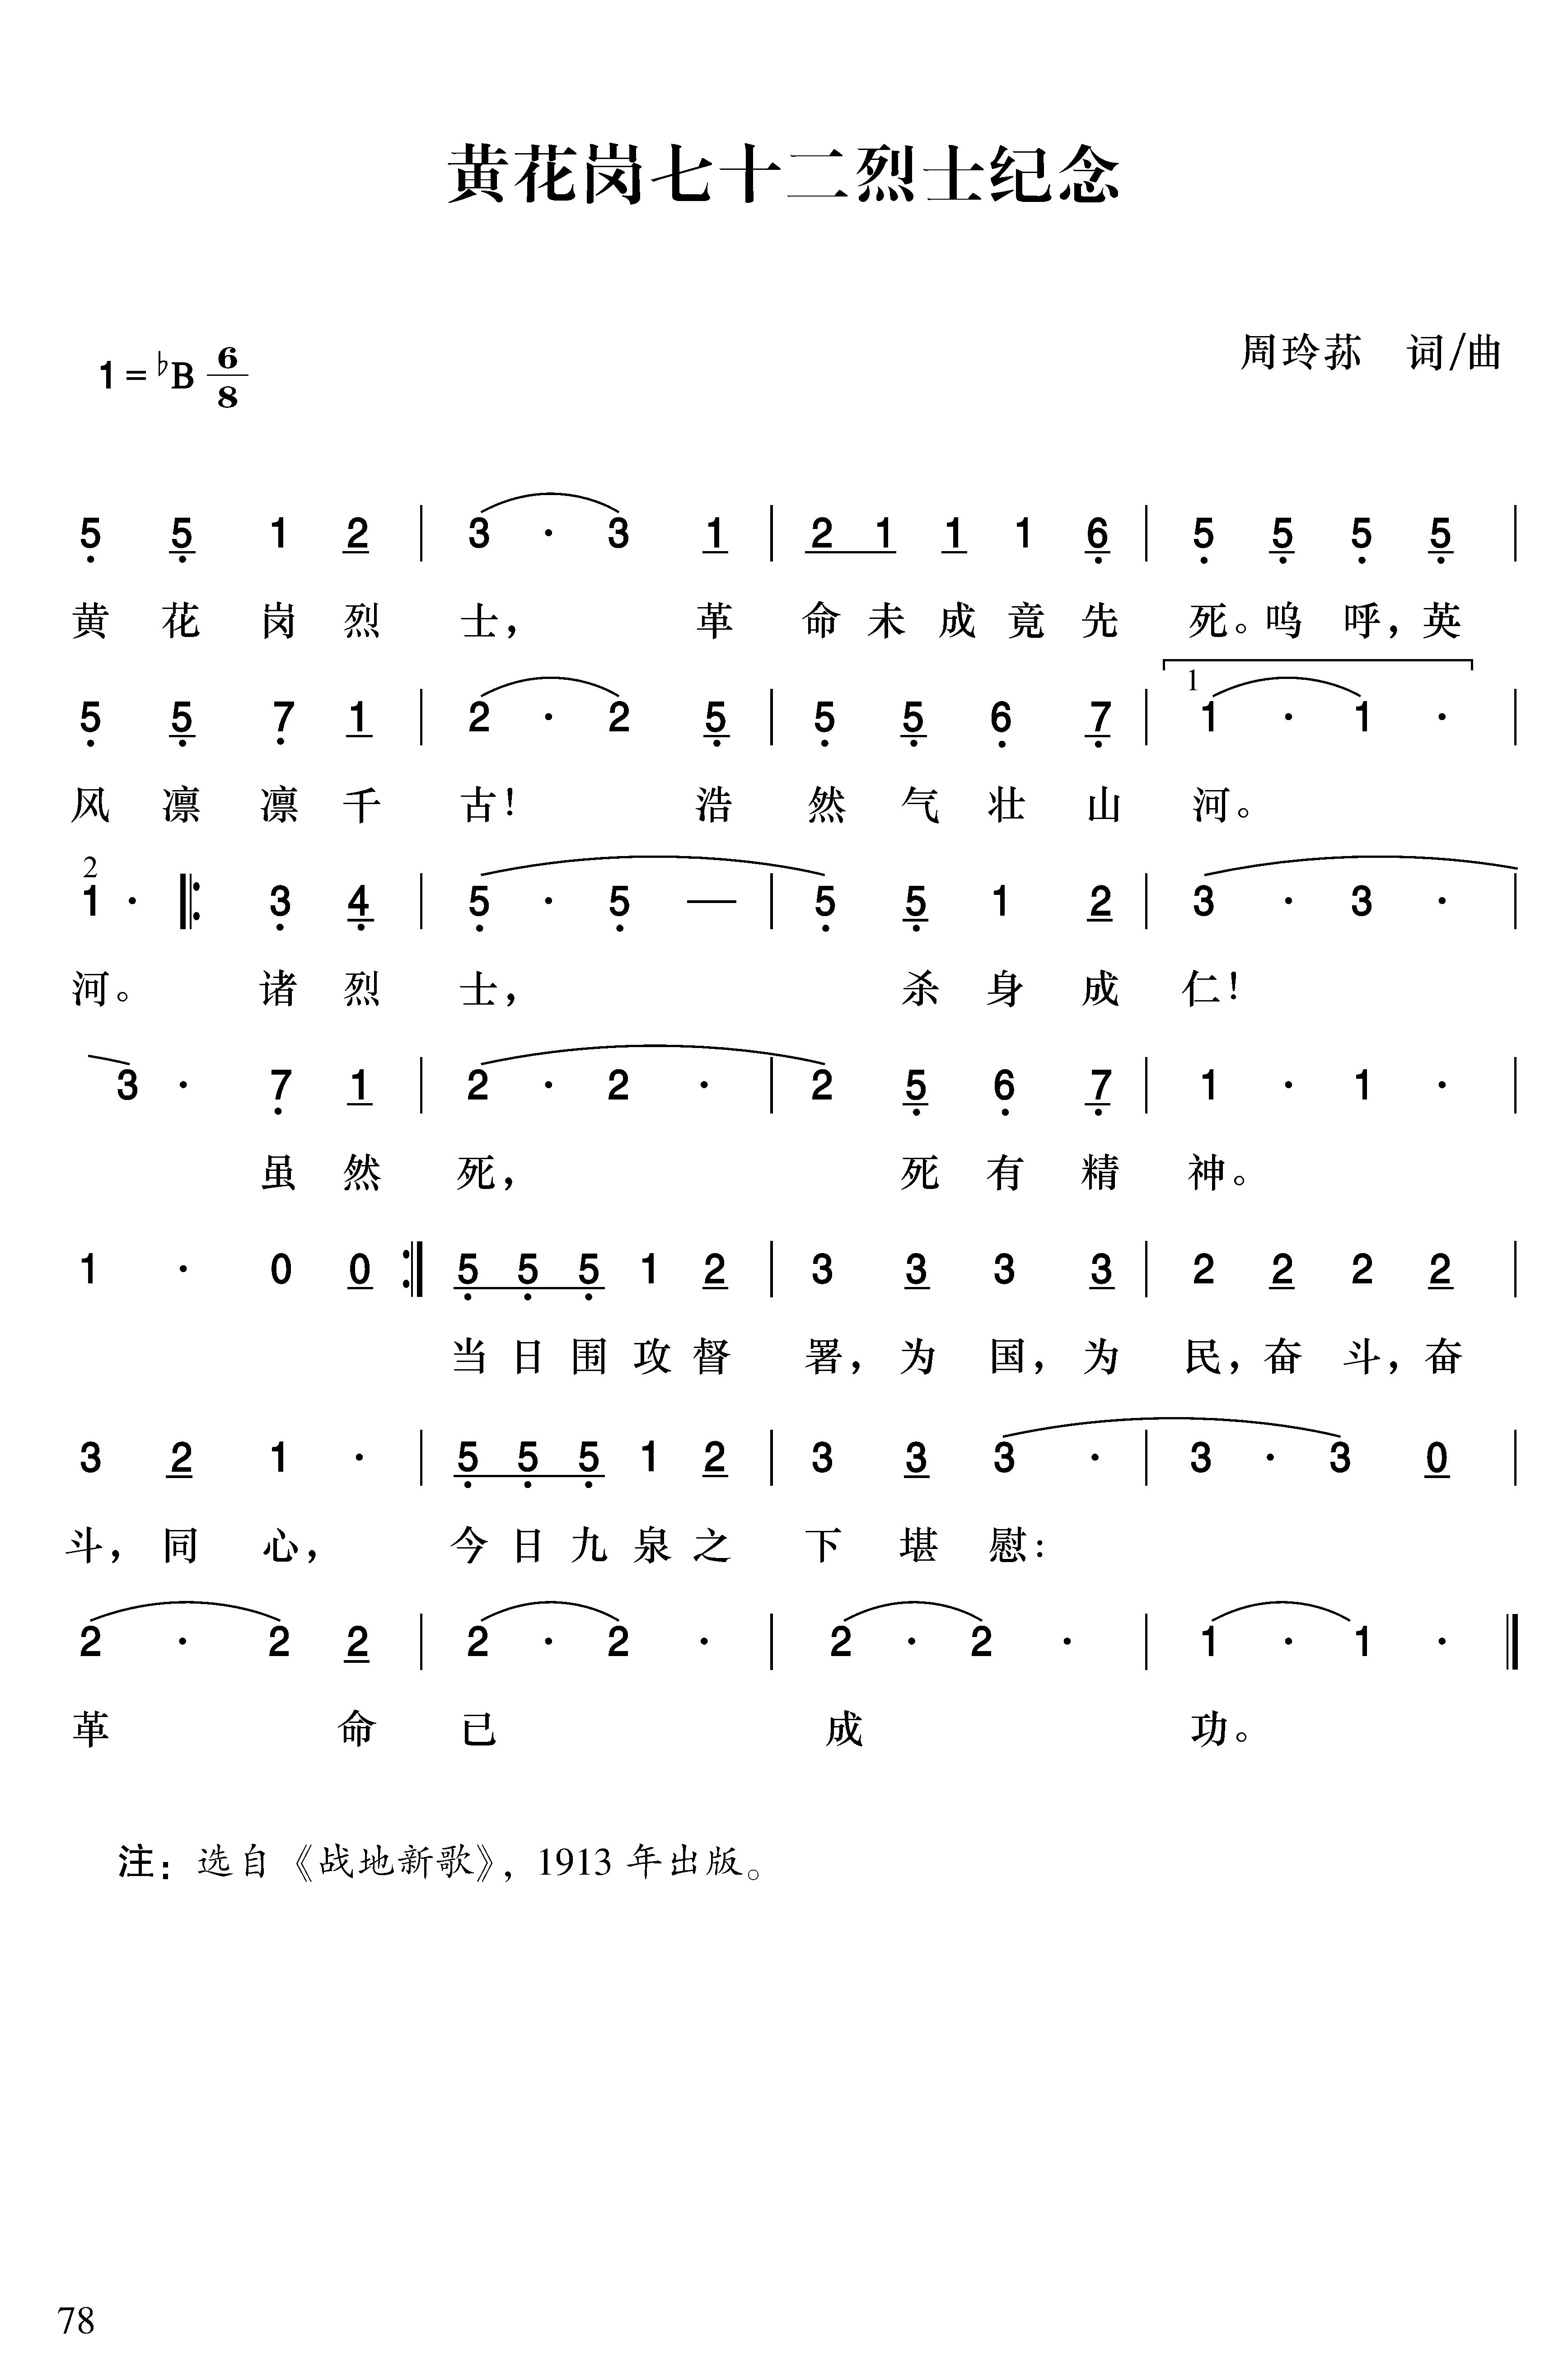 黄花岗七十二烈士纪念
周玲荪　词/曲
1=♭B 6/8
5 5 1 2 | 3 · 3 1 | 2 1 1 1 6 | 5 5 5 5 |
黄 花 岗 烈 士， 革 命 未 成 竟 先 死。呜 呼，英
1
5 5 7 1 | 2 · 2 5 | 5 5 6 7 | 1 · 1 · |
风 凛 凛 千 古！ 浩 然 气 壮 山 河。
2
1 · ‖: 3 4 | 5 · 5 — | 5 5 1 2 | 3 · 3 · |
河。 诸 烈 士， 杀 身 成 仁！
3 · 7 1 | 2 · 2 · | 2 5 6 7 | 1 · 1 · |
虽 然 死， 死 有 精 神。
1 · 0 0 :‖ 5 5 5 1 2 | 3 3 3 3 | 2 2 2 2 |
当 日 围 攻 督 署，为 国，为 民，奋 斗，奋
3 2 1 · | 5 5 5 1 2 | 3 3 3 · | 3 · 3 0 |
斗，同 心， 今 日 九 泉 之 下 堪 慰：
2 · 2 2 | 2 · 2 · | 2 · 2 · | 1 · 1 · ‖
革 命 已 成 功。
注：选自《战地新歌》，1913 年出版。
78